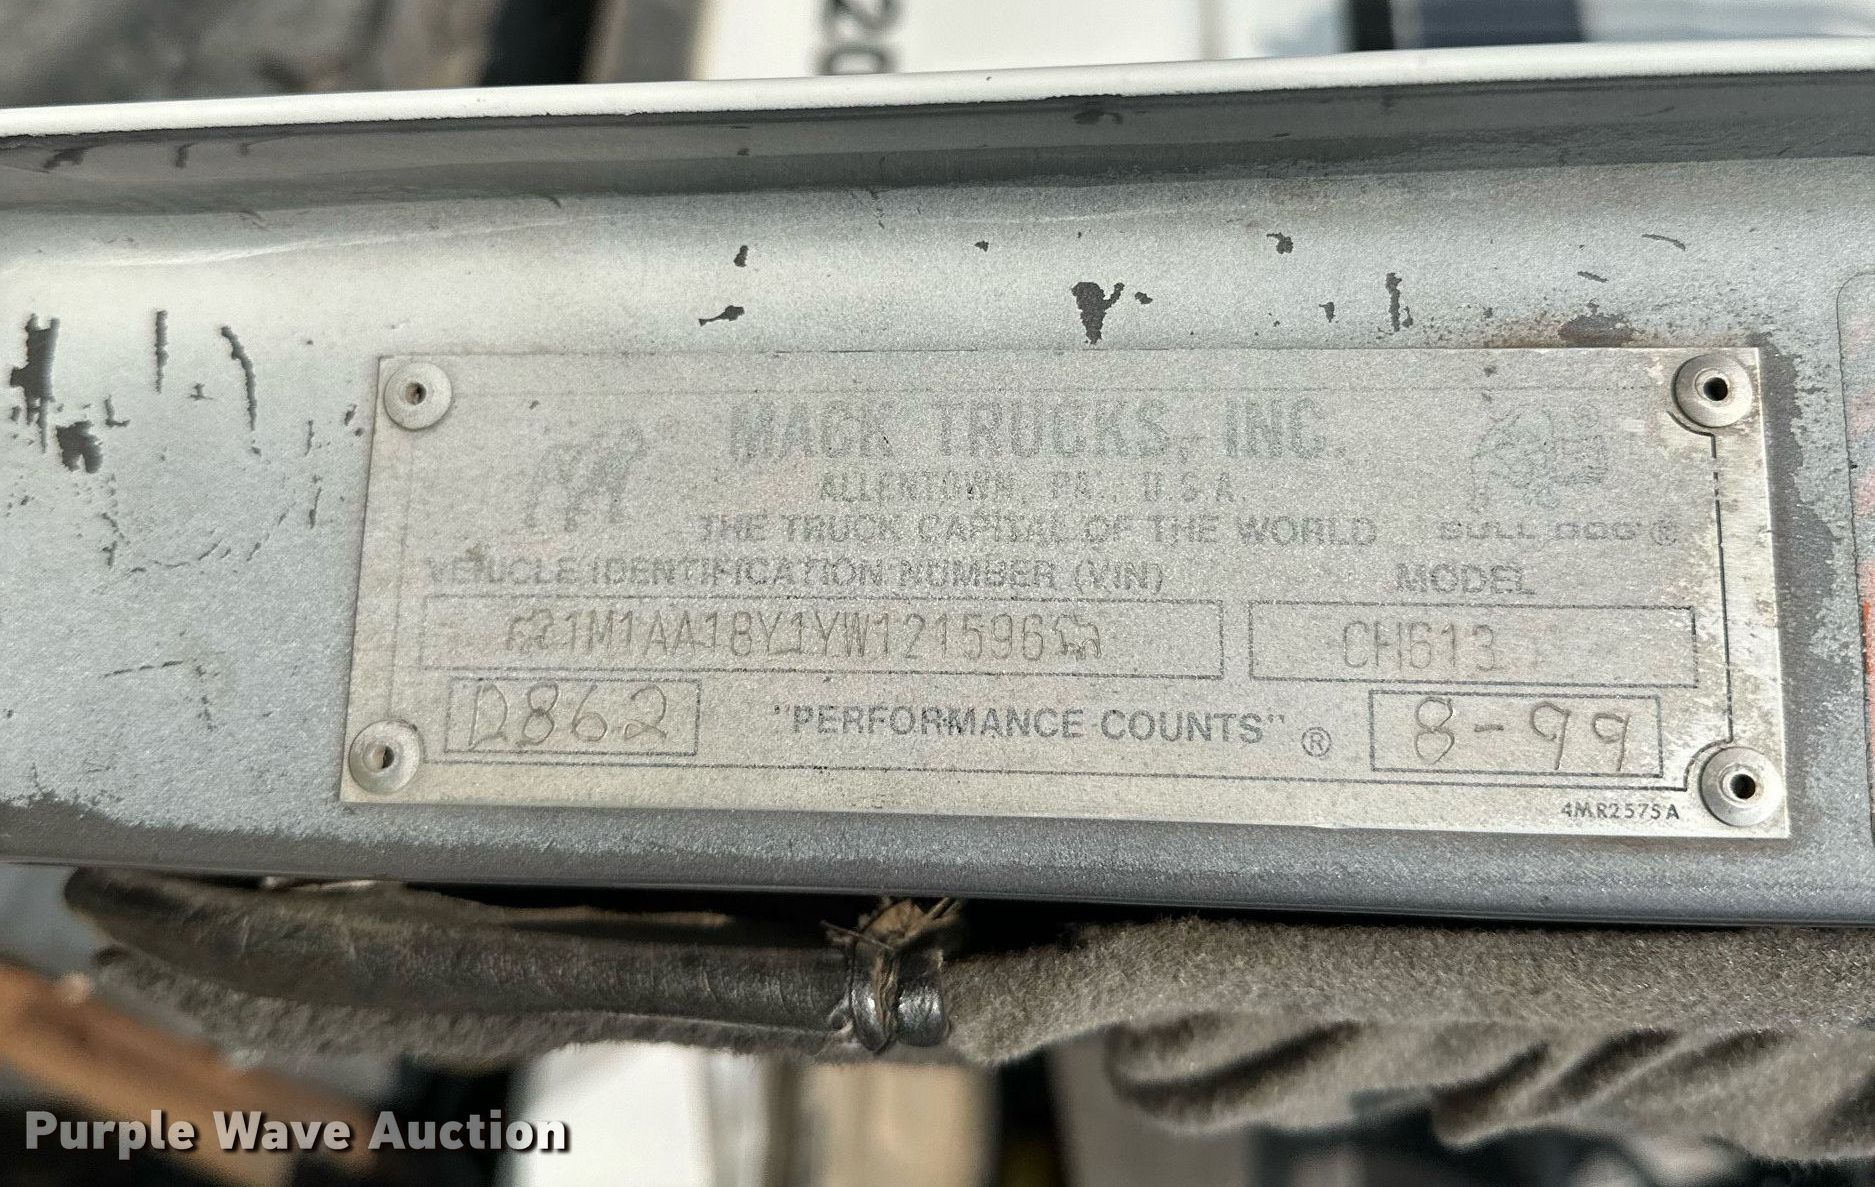 20
MACK TRUCKS, INC.
ALLENTOWN, PA., U.S.A.
THE TRUCK CAPITAL OF THE WORLD
BULL DOG®
VEHICLE IDENTIFICATION NUMBER (VIN)
MODEL
1M1AA18Y1YW121596
CH613
D862
"PERFORMANCE COUNTS"®
8-99
4MR2575A
Purple Wave Auction